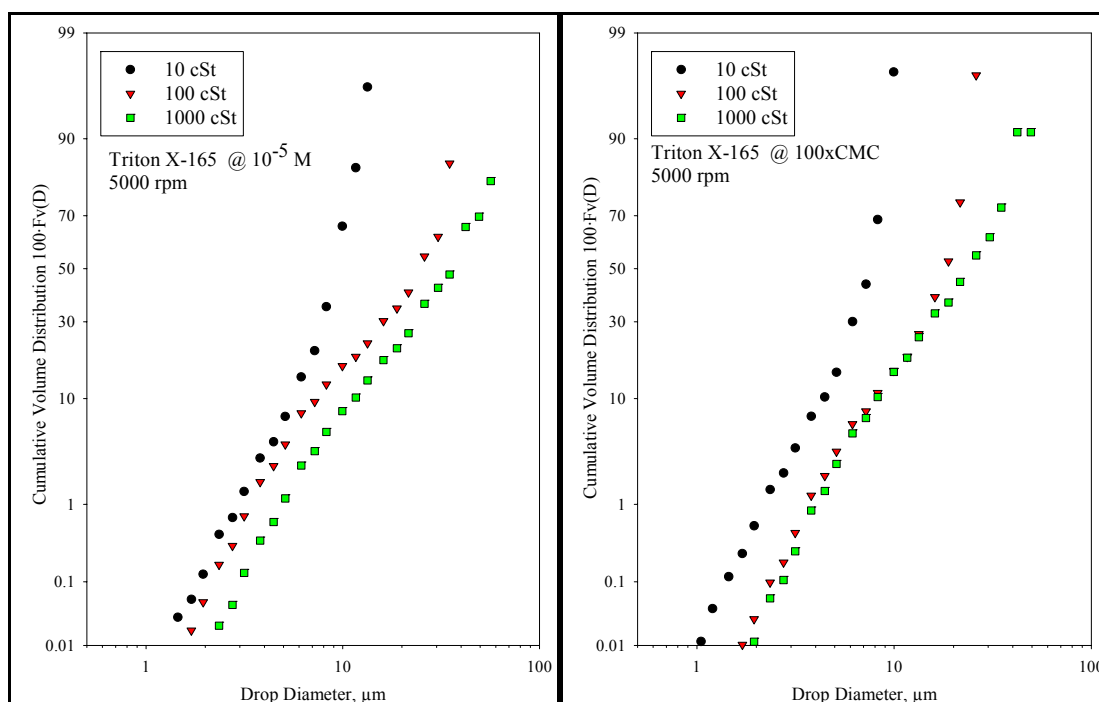 99
90
70
50
30
10
1
0.1
0.01
Cumulative Volume Distribution 100·Fv(D)
10 cSt
100 cSt
1000 cSt
Triton X-165 @ 10⁻⁵ M
5000 rpm
1
10
100
Drop Diameter, µm
99
90
70
50
30
10
1
0.1
0.01
Cumulative Volume Distribution 100·Fv(D)
10 cSt
100 cSt
1000 cSt
Triton X-165 @ 100xCMC
5000 rpm
1
10
100
Drop Diameter, µm